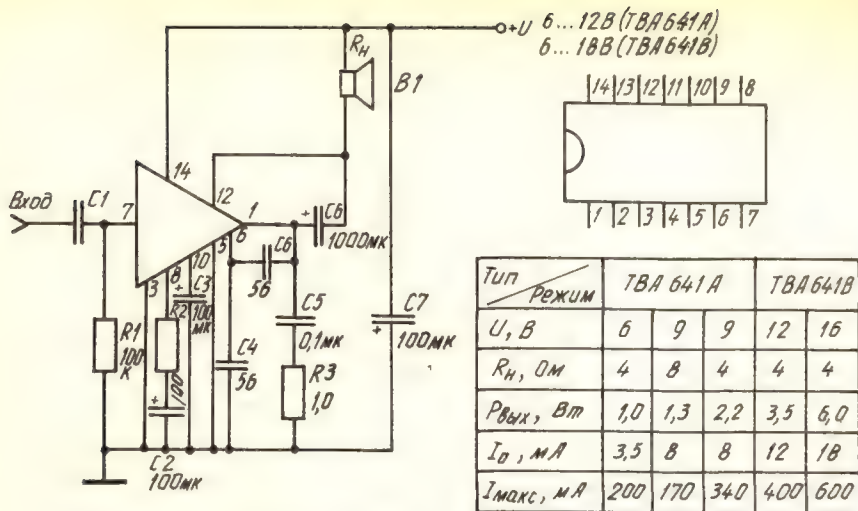 +U 6...12В (TBA641A)
6...18В (TBA641B)
Rн
B1
14 13 12 11 10 9 8
1 2 3 4 5 6 7
Вход
C1
7
14
12
1
6
5
10
8
3
+ C6
1000мк
C6
56
+ C3
100
мк
R2
100
+
C2
100мк
R1
100
К
C4
56
C5
0,1мк
R3
1,0
C7
+ 100мк
Тип Режим TBA 641A TBA 641B
U, В 6 9 9 12 16
Rн, Ом 4 8 4 4 4
Pвых, Вт 1,0 1,3 2,2 3,5 6,0
I₀, мА 3,5 8 8 12 18
Iмакс, мА 200 170 340 400 600